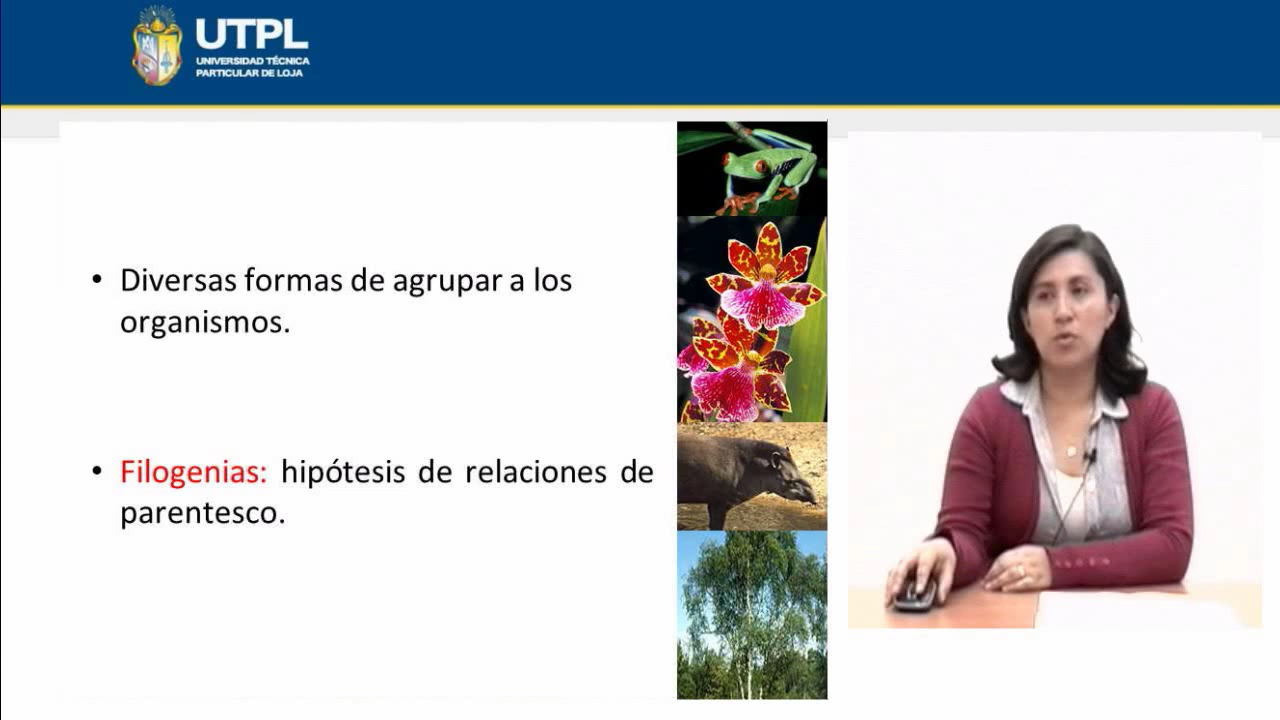 UTPL
UNIVERSIDAD TÉCNICA
PARTICULAR DE LOJA
• Diversas formas de agrupar a los
organismos.
• Filogenias: hipótesis de relaciones de
parentesco.